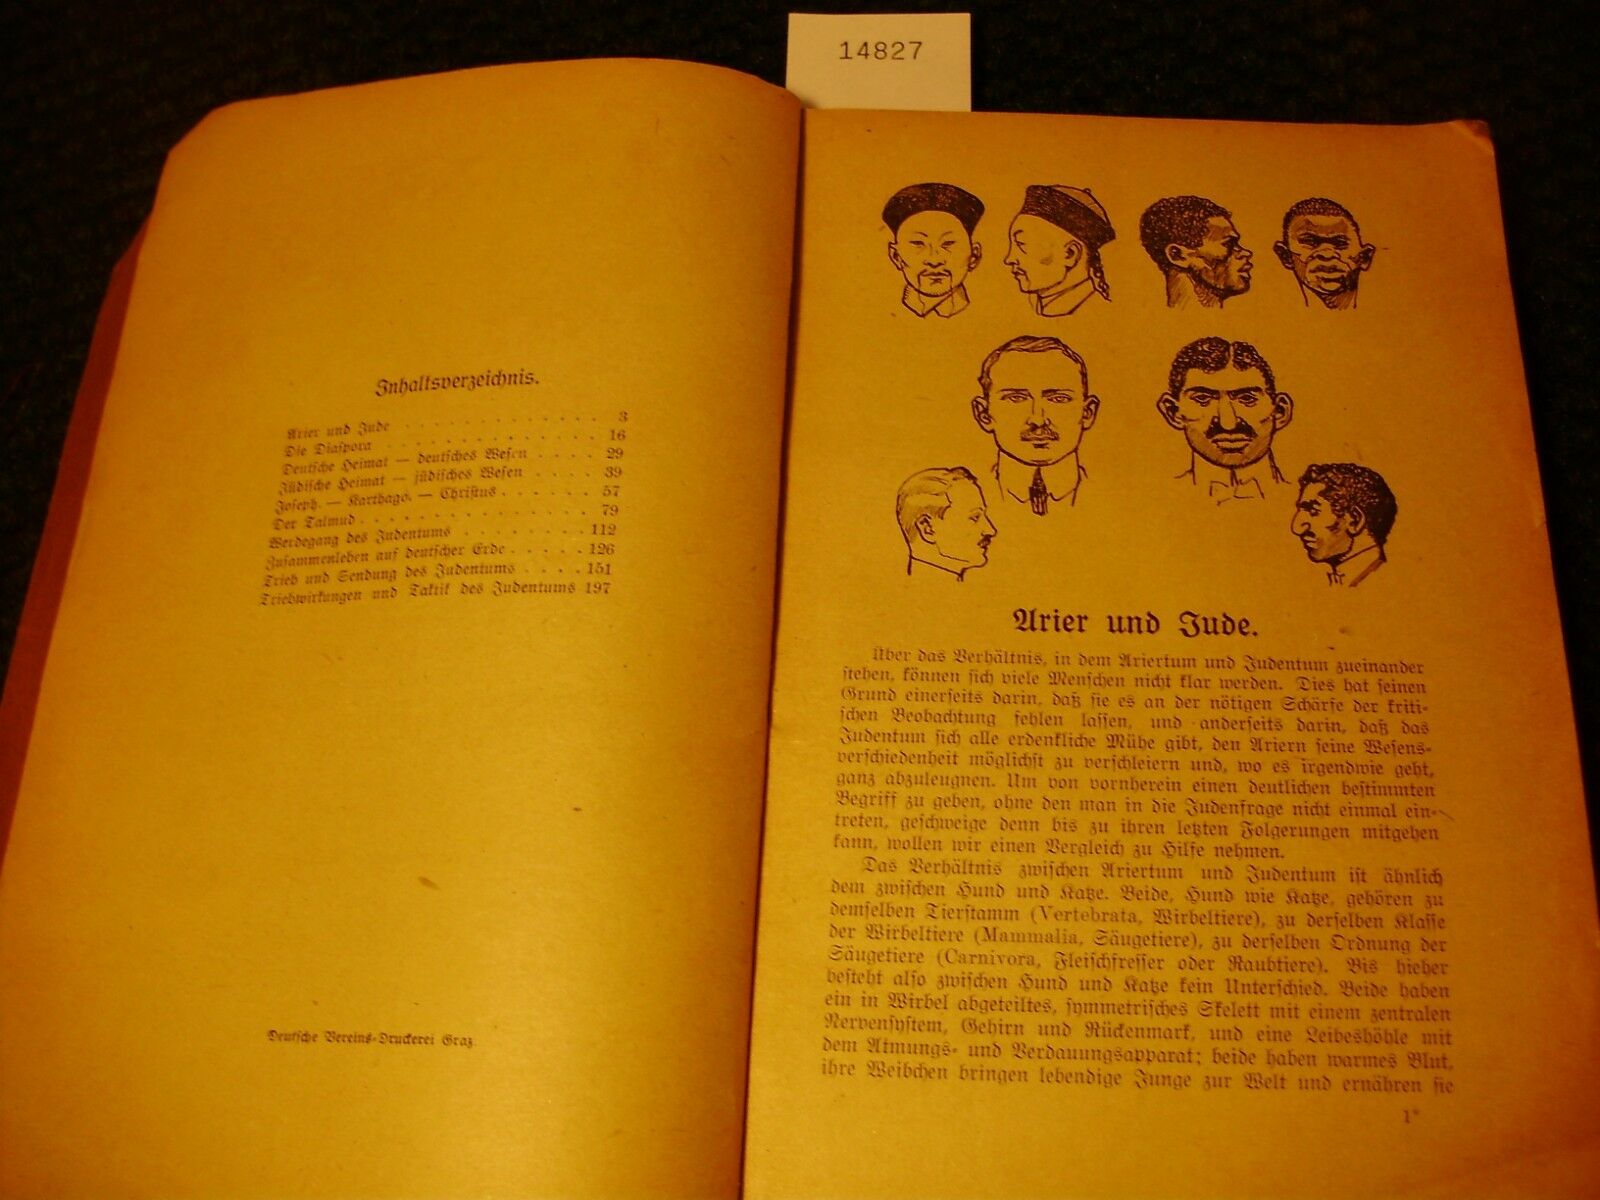 14827
Inhaltsverzeichnis.
Arier und Jude . . . . . . . . . . . . . 3
Die Diaspora . . . . . . . . . . . . . 16
Deutsche Heimat — deutsches Wesen . . . . 29
Jüdische Heimat — jüdisches Wesen . . . . 39
Joseph. — Karthago. — Christus . . . . . . 57
Der Talmud . . . . . . . . . . . . . . 79
Werdegang des Judentums . . . . . . . . 112
Zusammenleben auf deutscher Erde . . . . . 126
Trieb und Sendung des Judentums . . . . 151
Triebwirkungen und Taktik des Judentums 197
Deutsche Vereins-Druckerei Graz.
Arier und Jude.
Über das Verhältnis, in dem Ariertum und Judentum zueinander
stehen, können sich viele Menschen nicht klar werden. Dies hat seinen
Grund einerseits darin, daß sie es an der nötigen Schärfe der kriti-
schen Beobachtung fehlen lassen, und anderseits darin, daß das
Judentum sich alle erdenkliche Mühe gibt, den Ariern seine Wesens-
verschiedenheit möglichst zu verschleiern und, wo es irgendwie geht,
ganz abzuleugnen. Um von vornherein einen deutlichen bestimmten
Begriff zu geben, ohne den man in die Judenfrage nicht einmal ein-
treten, geschweige denn bis zu ihren letzten Folgerungen mitgehen
kann, wollen wir einen Vergleich zu Hilfe nehmen.
Das Verhältnis zwischen Ariertum und Judentum ist ähnlich
dem zwischen Hund und Katze. Beide, Hund wie Katze, gehören zu
demselben Tierstamm (Vertebrata, Wirbeltiere), zu derselben Klasse
der Wirbeltiere (Mammalia, Säugetiere), zu derselben Ordnung der
Säugetiere (Carnivora, Fleischfresser oder Raubtiere). Bis hieher
besteht also zwischen Hund und Katze kein Unterschied. Beide haben
ein in Wirbel abgeteiltes, symmetrisches Skelett mit einem zentralen
Nervensystem, Gehirn und Rückenmark, und eine Leibeshöhle mit
dem Atmungs- und Verdauungsapparat; beide haben warmes Blut,
ihre Weibchen bringen lebendige Junge zur Welt und ernähren sie
1*